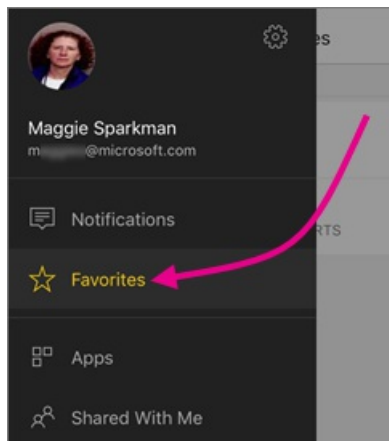 es
Maggie Sparkman
m @microsoft.com
Notifications
RTS
Favorites
Apps
Shared With Me